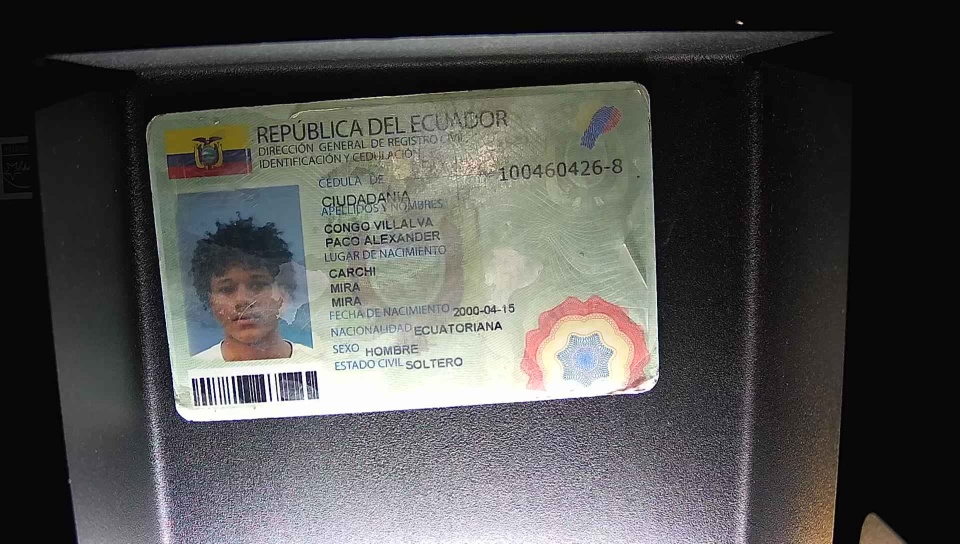 REPÚBLICA DEL ECUADOR
DIRECCIÓN GENERAL DE REGISTRO CIVIL
IDENTIFICACIÓN Y CEDULACIÓN
CÉDULA DE
100460426-8
CIUDADANIA
APELLIDOS Y NOMBRES
CONGO VILLALVA
PACO ALEXANDER
LUGAR DE NACIMIENTO
CARCHI
MIRA
MIRA
FECHA DE NACIMIENTO 2000-04-15
NACIONALIDAD ECUATORIANA
SEXO HOMBRE
ESTADO CIVIL SOLTERO